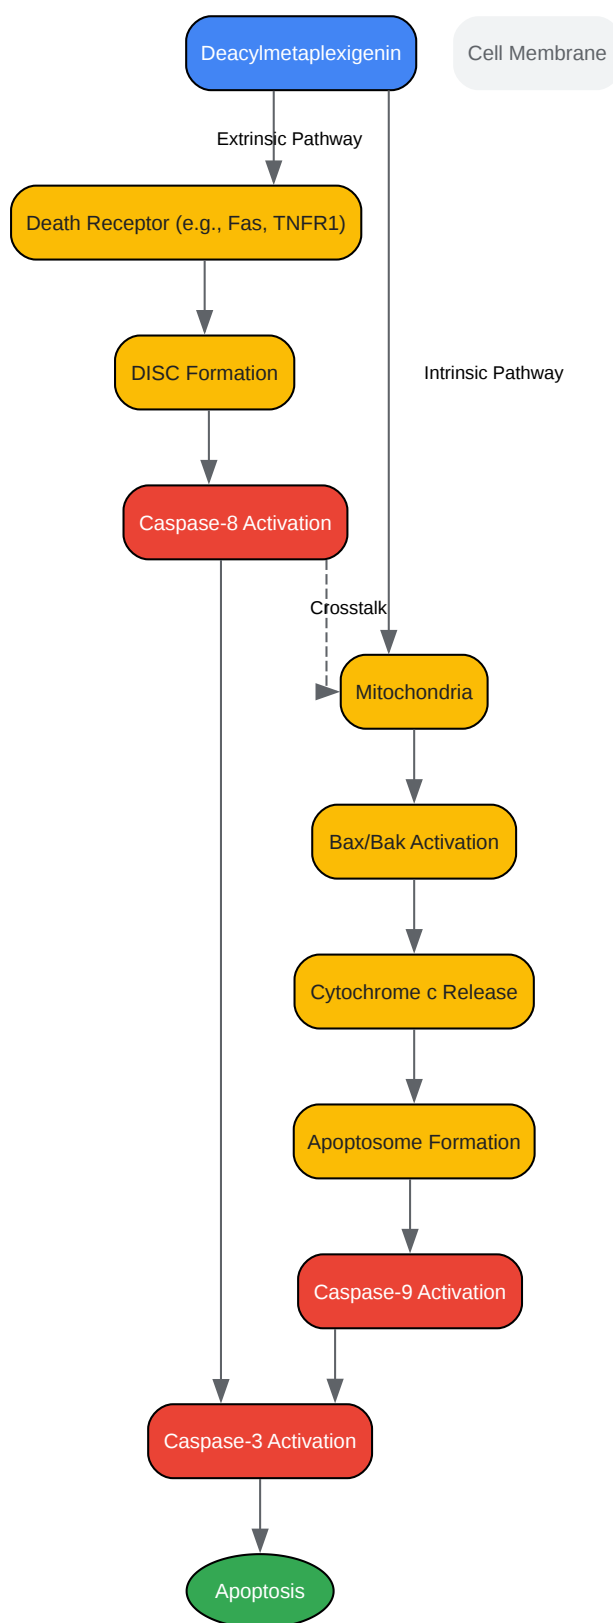 Deacylmetaplexigenin
Cell Membrane
Extrinsic Pathway
Death Receptor (e.g., Fas, TNFR1)
DISC Formation
Intrinsic Pathway
Caspase-8 Activation
Crosstalk
Mitochondria
Bax/Bak Activation
Cytochrome c Release
Apoptosome Formation
Caspase-9 Activation
Caspase-3 Activation
Apoptosis